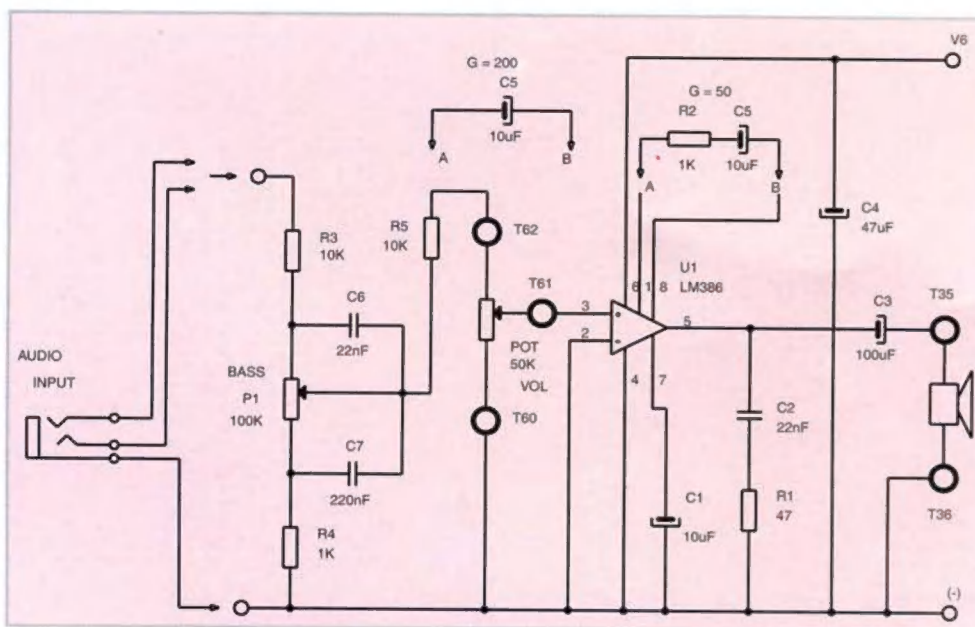 V6
G = 200
C5
10uF
A
B
G = 50
R2
C5
1K
10uF
A
B
C4
47uF
R3
10K
R5
10K
T62
C6
22nF
T61
3
2
6
1
8
U1
LM386
5
4
7
POT
50K
VOL
C3
100uF
T35
AUDIO
INPUT
BASS
P1
100K
T60
C7
220nF
C2
22nF
R4
1K
C1
10uF
R1
47
T36
(-)